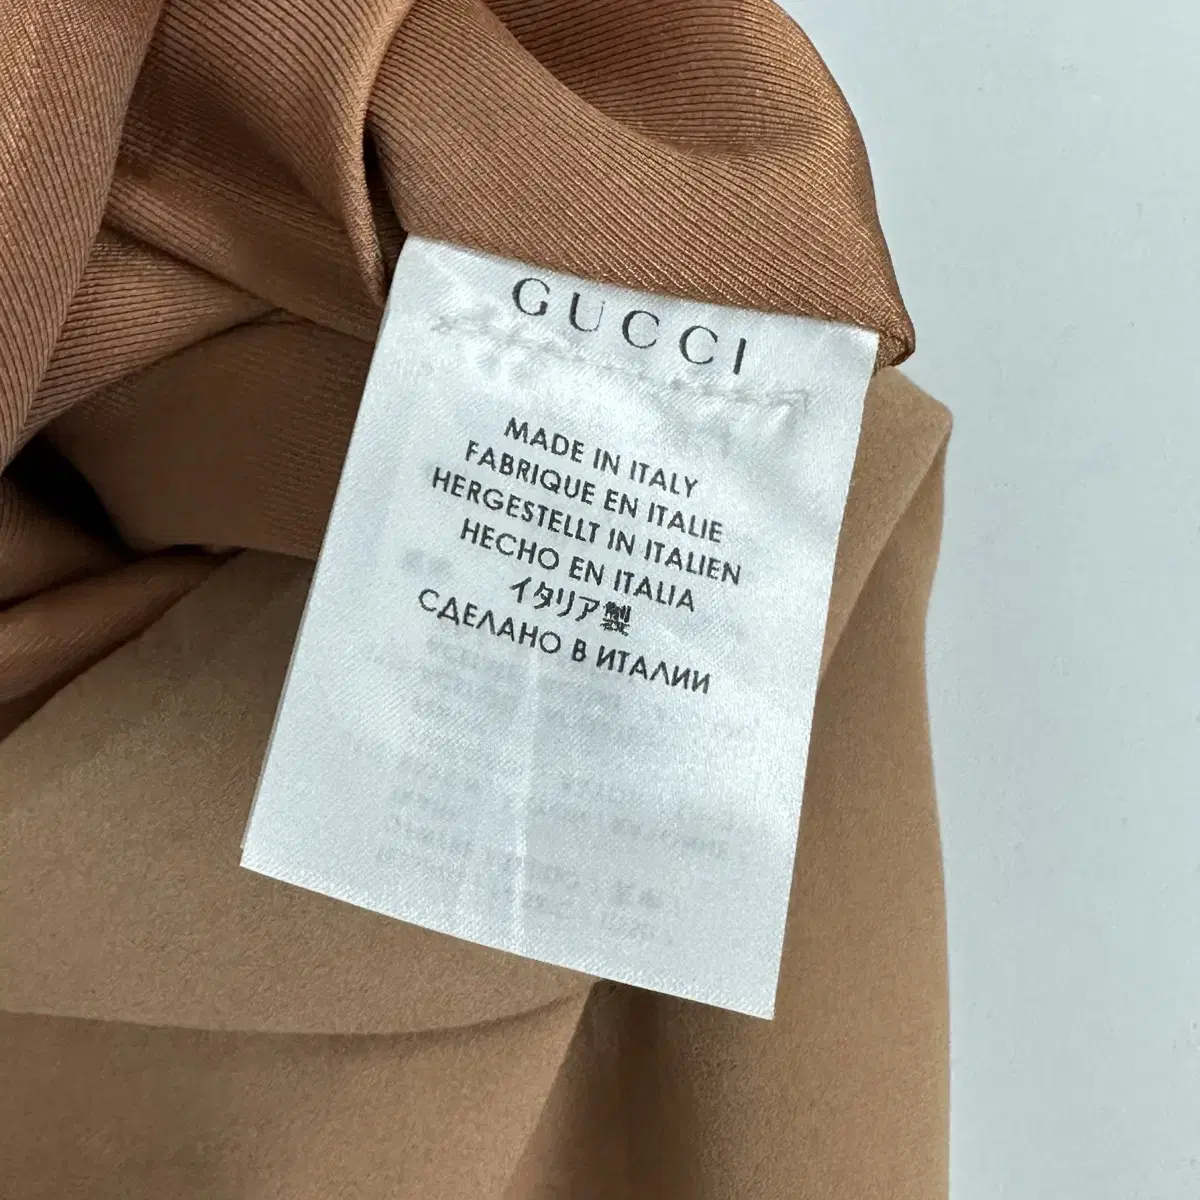 GUCCI
MADE IN ITALY
FABRIQUE EN ITALIE
HERGESTELLT IN ITALIEN
HECHO EN ITALIA
イタリア製
СДЕЛАНО В ИТАЛИИ